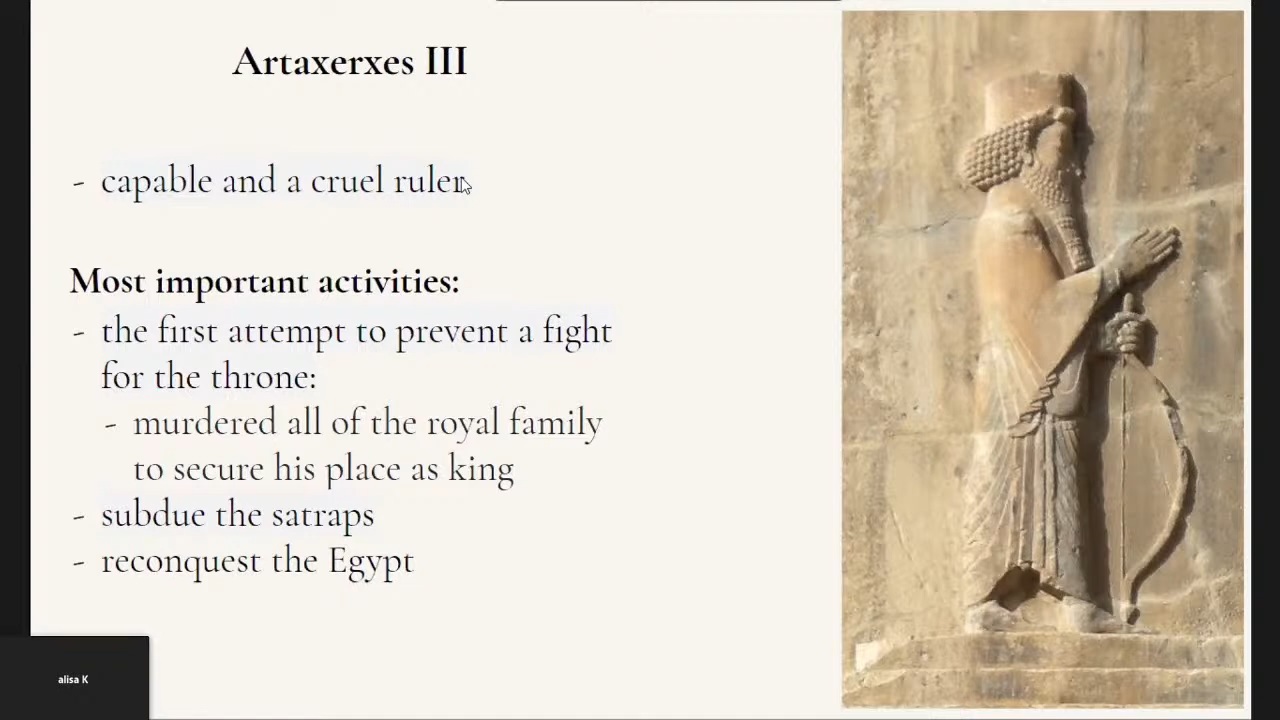 Artaxerxes III
- capable and a cruel ruler
Most important activities:
- the first attempt to prevent a fight
for the throne:
- murdered all of the royal family
to secure his place as king
- subdue the satraps
- reconquest the Egypt
alisa K